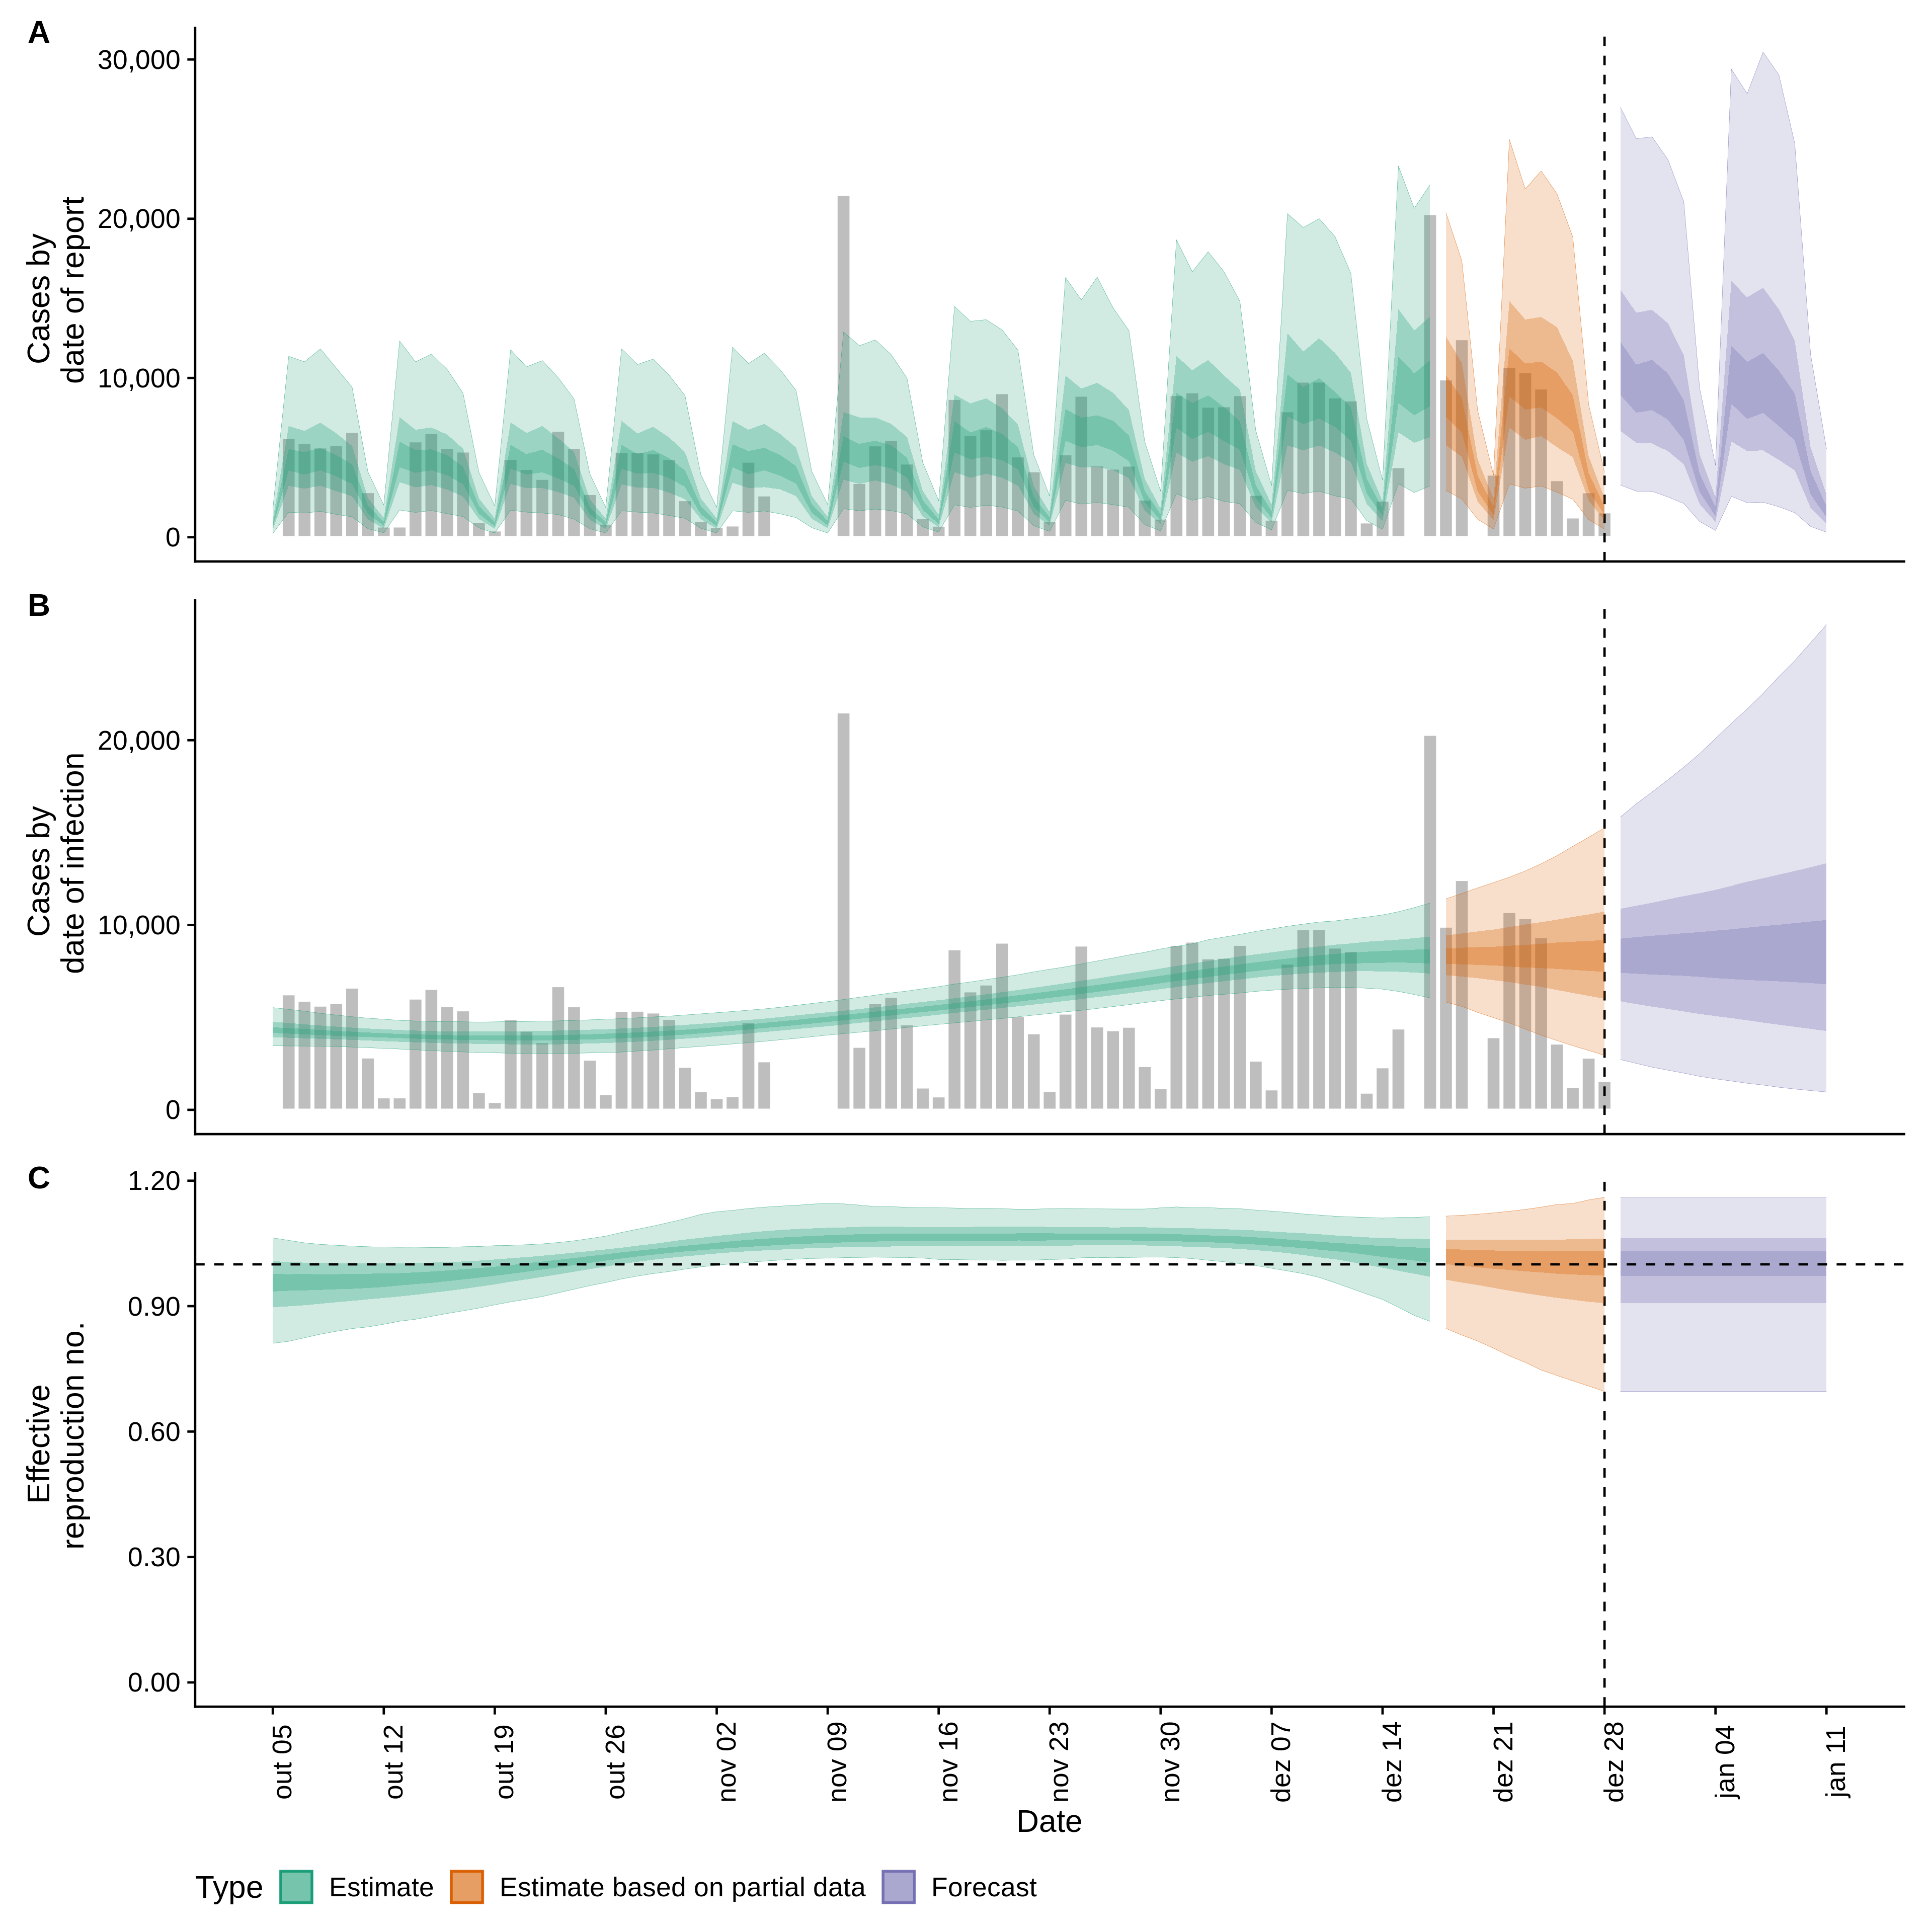 A
30,000
20,000
10,000
0
Cases by
date of report
B
20,000
10,000
0
Cases by
date of infection
C
1.20
0.90
0.60
0.30
0.00
Effective
reproduction no.
out 05
out 12
out 19
out 26
nov 02
nov 09
nov 16
nov 23
nov 30
dez 07
dez 14
dez 21
dez 28
jan 04
jan 11
Date
Type Estimate Estimate based on partial data Forecast